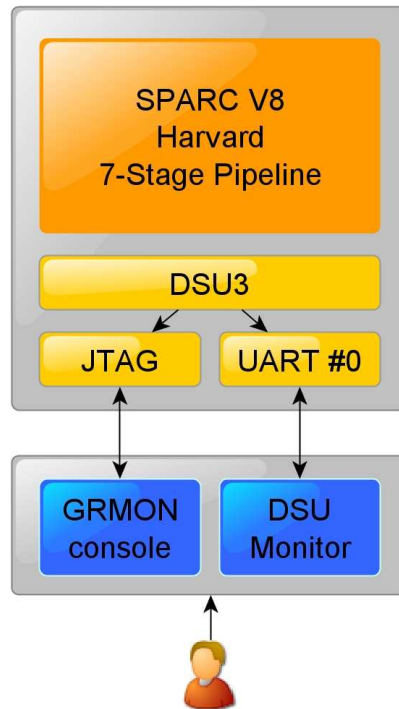 SPARC V8
Harvard
7-Stage Pipeline
DSU3
JTAG
UART #0
GRMON
console
DSU
Monitor